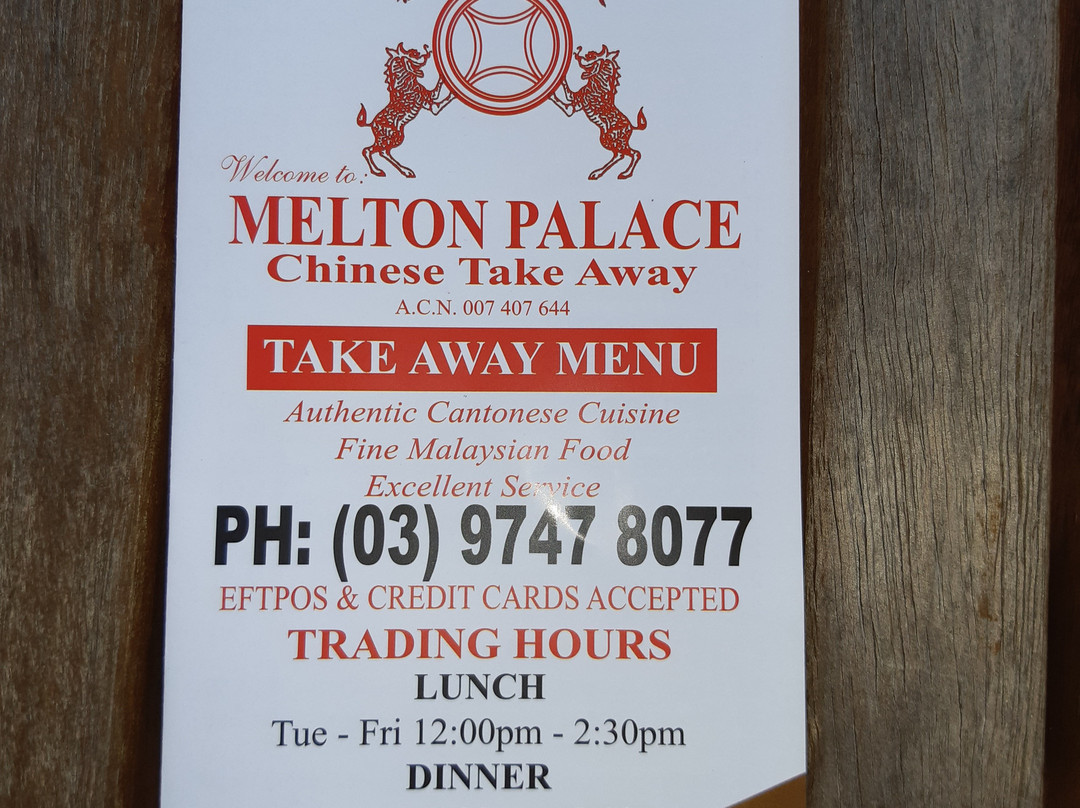 Welcome to:
MELTON PALACE
Chinese Take Away
A.C.N. 007 407 644
TAKE AWAY MENU
Authentic Cantonese Cuisine
Fine Malaysian Food
Excellent Service
PH: (03) 9747 8077
EFTPOS & CREDIT CARDS ACCEPTED
TRADING HOURS
LUNCH
Tue - Fri 12:00pm - 2:30pm
DINNER